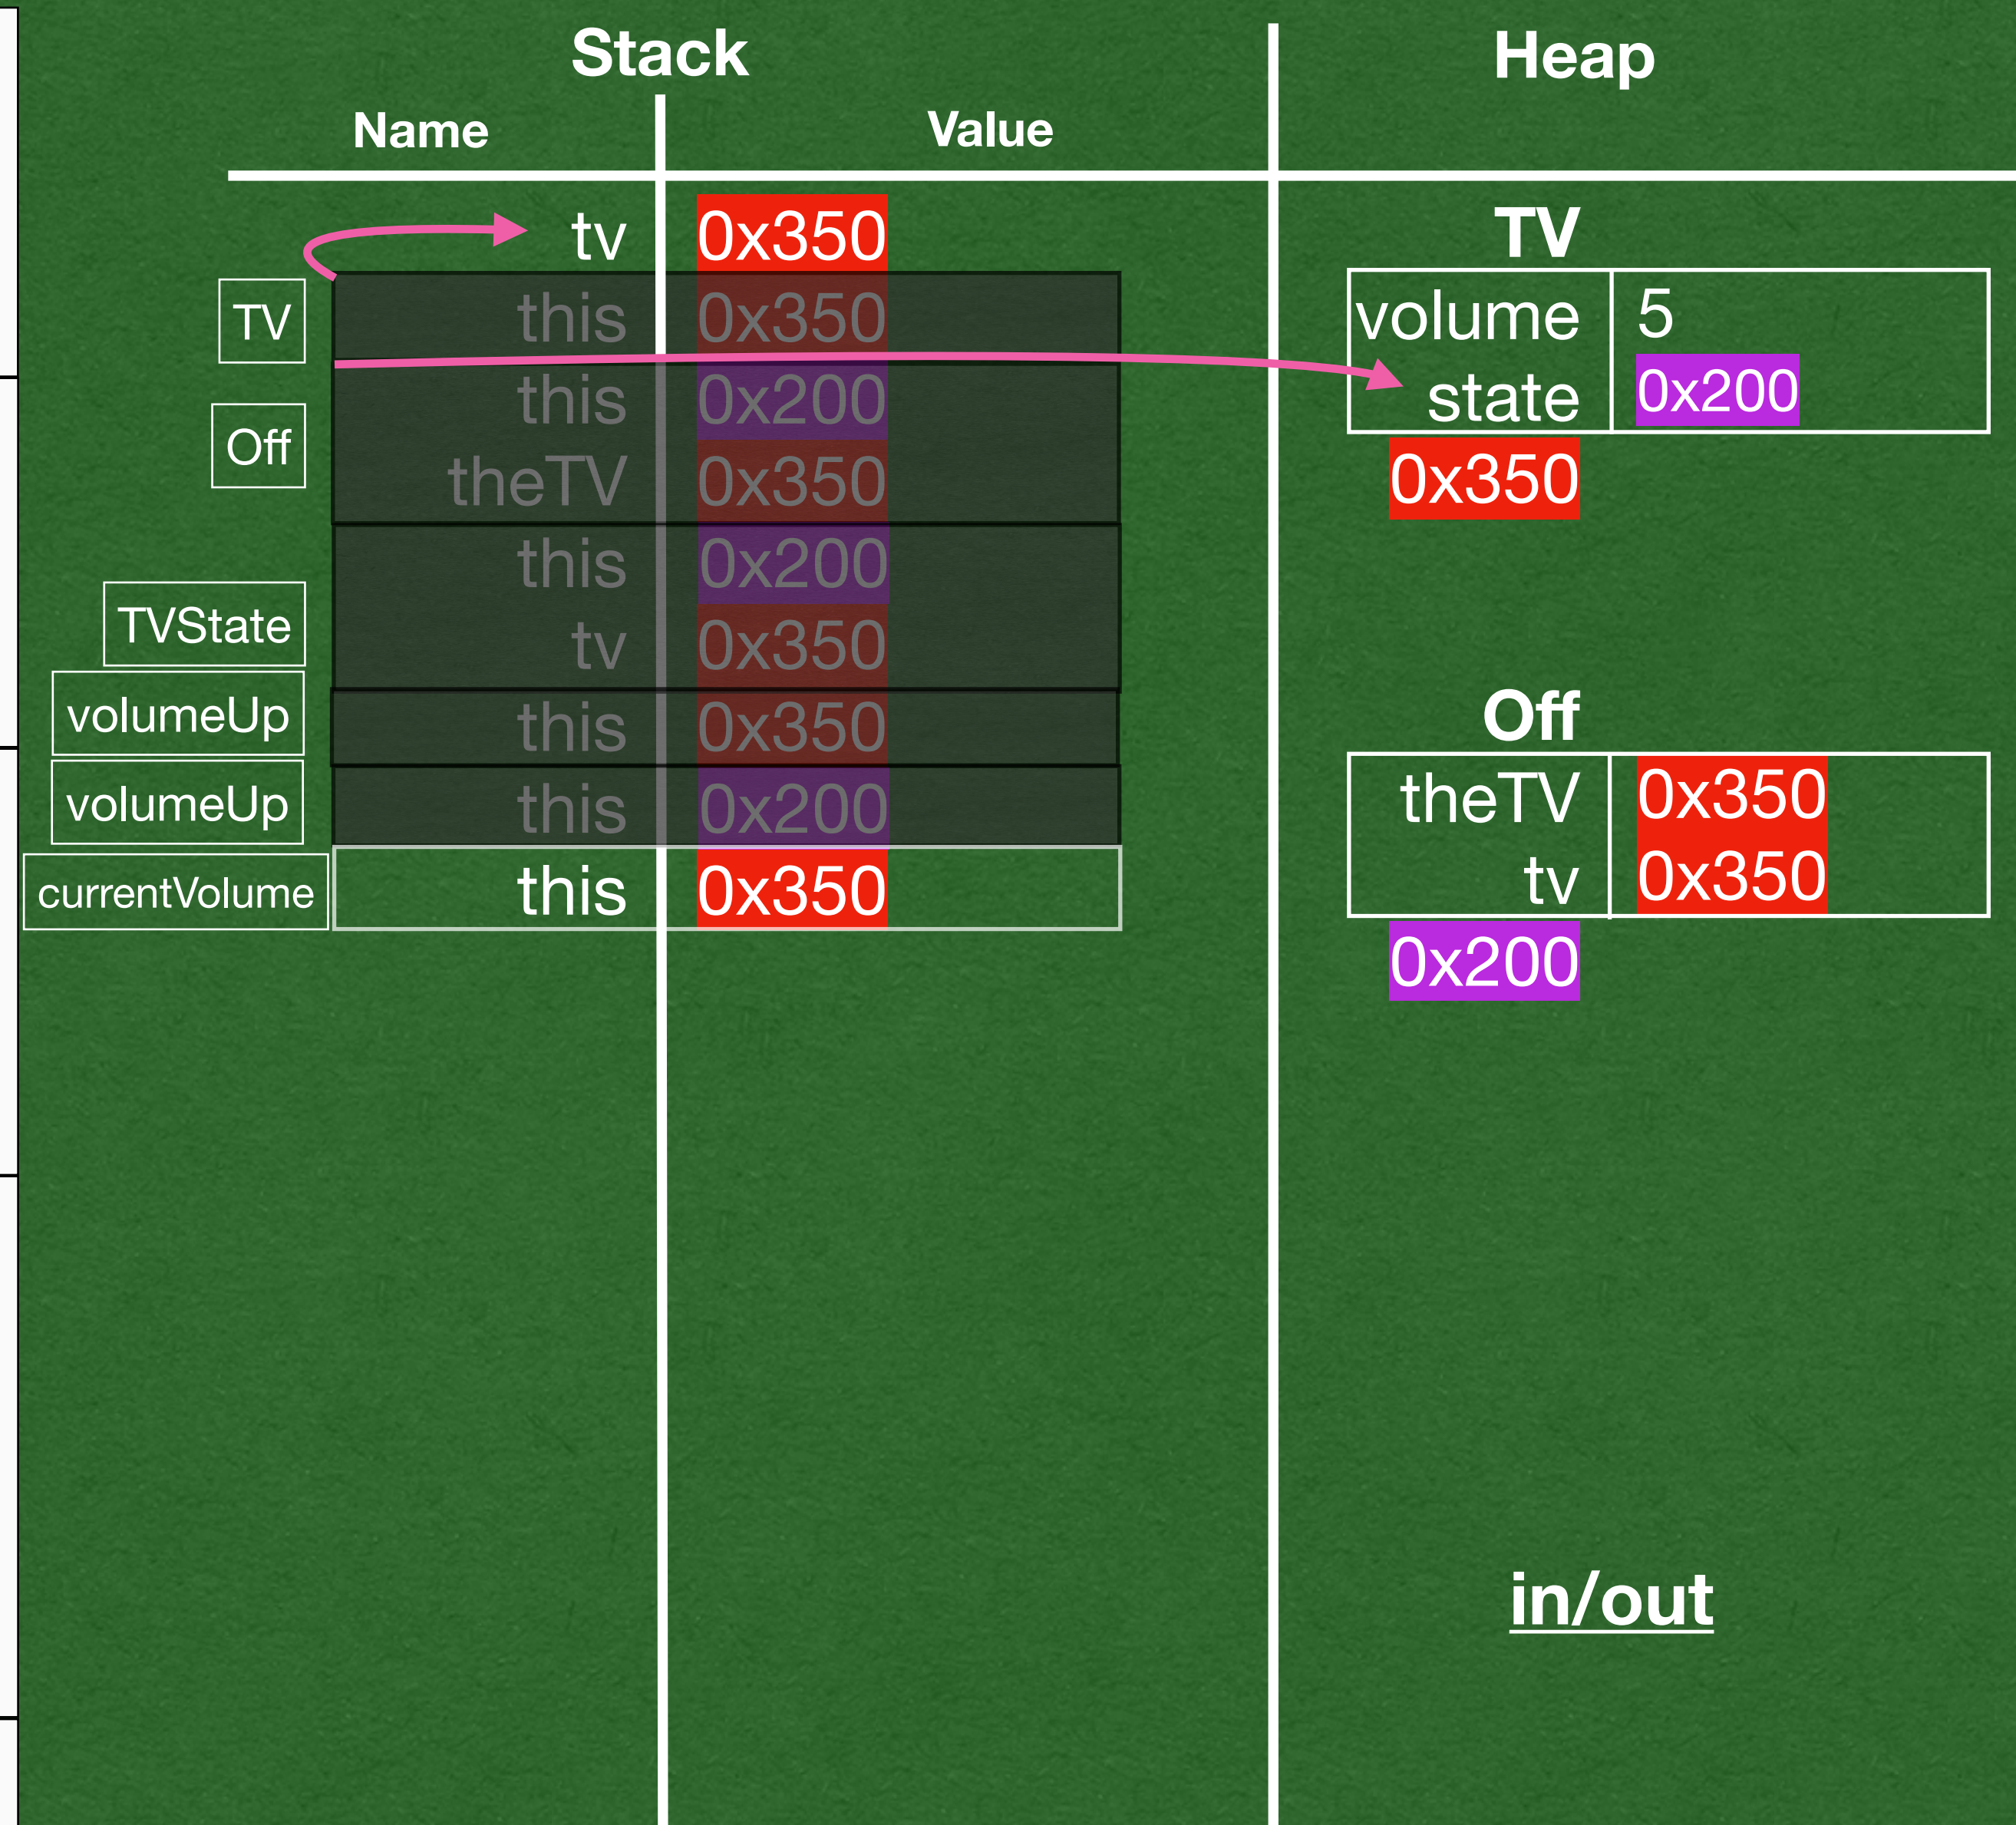 Stack
Heap
Name Value
tv 0x350
TV this 0x350
Off this 0x200
theTV 0x350
TVState this 0x200
tv 0x350
volumeUp this 0x350
volumeUp this 0x200
currentVolume this 0x350
TV
volume 5
state 0x200
0x350
Off
theTV 0x350
tv 0x350
0x200
in/out